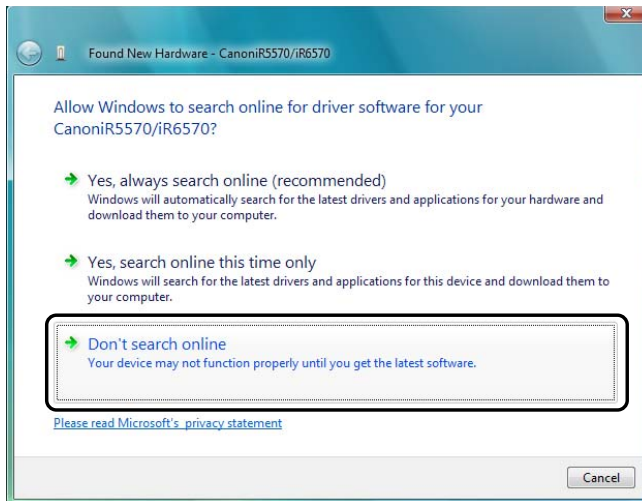 Found New Hardware - CanoniR5570/iR6570
Allow Windows to search online for driver software for your
CanoniR5570/iR6570?
Yes, always search online (recommended)
Windows will automatically search for the latest drivers and applications for your hardware and
download them to your computer.
Yes, search online this time only
Windows will search for the latest drivers and applications for this device and download them to
your computer.
Don't search online
Your device may not function properly until you get the latest software.
Please read Microsoft's privacy statement
Cancel